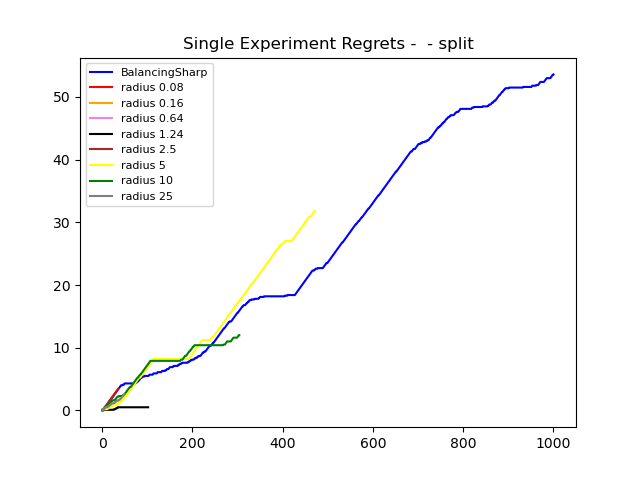 Single Experiment Regrets -  - split
BalancingSharp
radius 0.08
radius 0.16
radius 0.64
radius 1.24
radius 2.5
radius 5
radius 10
radius 25
50
40
30
20
10
0
0 200 400 600 800 1000